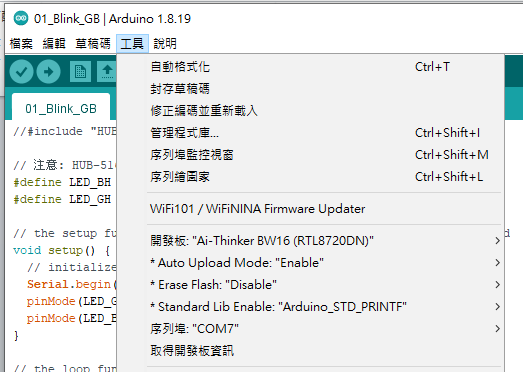 01_Blink_GB | Arduino 1.8.19
檔案 編輯 草稿碼 工具 說明
自動格式化 Ctrl+T
封存草稿碼
修正編碼並重新載入
管理程式庫... Ctrl+Shift+I
序列埠監控視窗 Ctrl+Shift+M
序列繪圖家 Ctrl+Shift+L
WiFi101 / WiFiNINA Firmware Updater
開發板: "Ai-Thinker BW16 (RTL8720DN)"
* Auto Upload Mode: "Enable"
* Erase Flash: "Disable"
* Standard Lib Enable: "Arduino_STD_PRINTF"
序列埠: "COM7"
取得開發板資訊
01_Blink_GB
//#include "HUB
// 注意: HUB-51
#define LED_BH
#define LED_GH
// the setup fu
void setup() {
// initialize
Serial.begin(
pinMode(LED_G
pinMode(LED_B
}
// the loop fun